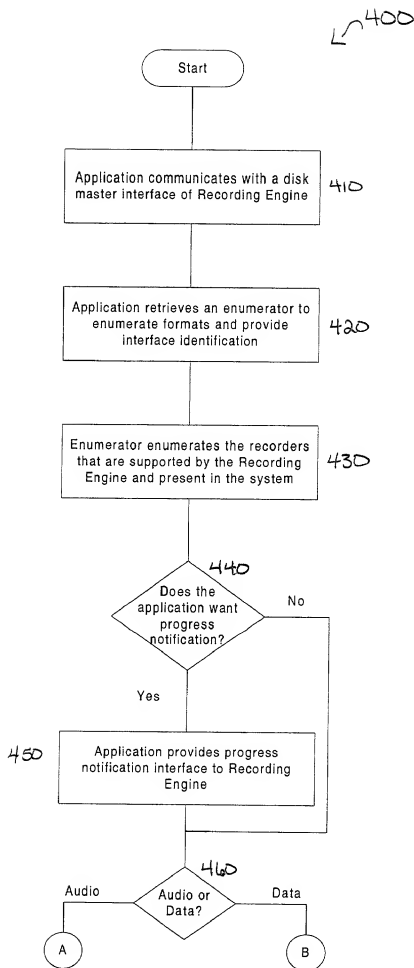 400
Start
Application communicates with a disk
master interface of Recording Engine
410
Application retrieves an enumerator to
enumerate formats and provide
interface identification
420
Enumerator enumerates the recorders
that are supported by the Recording
Engine and present in the system
430
440
Does the
application want
progress
notification?
No
Yes
450
Application provides progress
notification interface to Recording
Engine
460
Audio
Audio or
Data?
Data
A
B